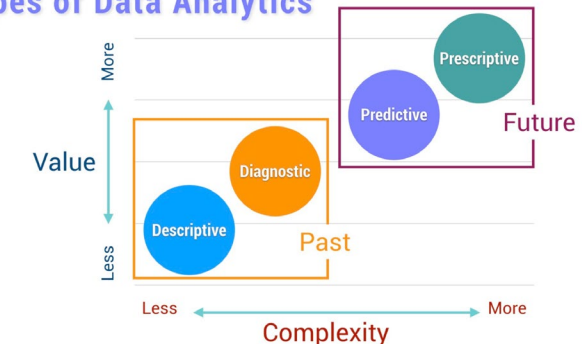 of Data Analytics
More
Prescriptive
Predictive
Future
Value
Diagnostic
Descriptive
Past
Less
Less
More
Complexity